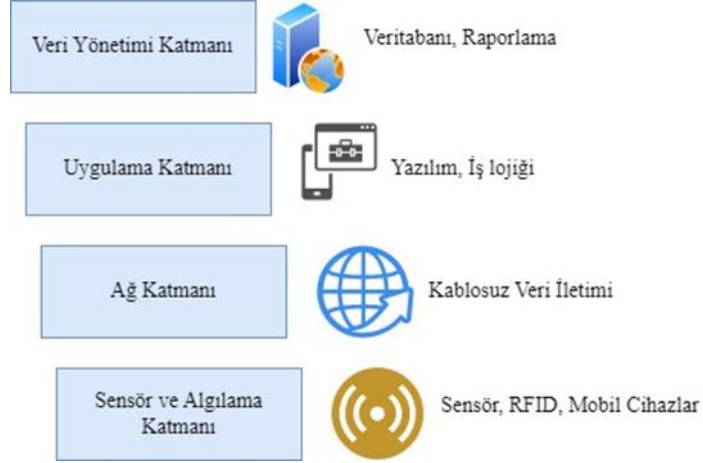 Veri Yönetimi Katmanı
Veritabanı, Raporlama
Uygulama Katmanı
Yazılım, İş lojiği
Ağ Katmanı
Kablosuz Veri İletimi
Sensör ve Algılama
Katmanı
Sensör, RFID, Mobil Cihazlar